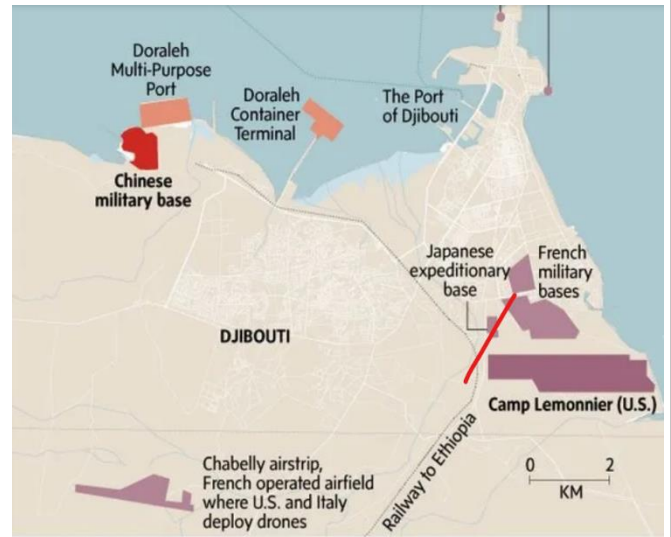 Doraleh
Multi-Purpose
Port
Doraleh
Container
Terminal
The Port
of Djibouti
Chinese
military base
Japanese
expeditionary
base
French
military
bases
DJIBOUTI
Camp Lemonnier (U.S.)
Railway to Ethiopia
Chabelly airstrip,
French operated airfield
where U.S. and Italy
deploy drones
0 2
KM